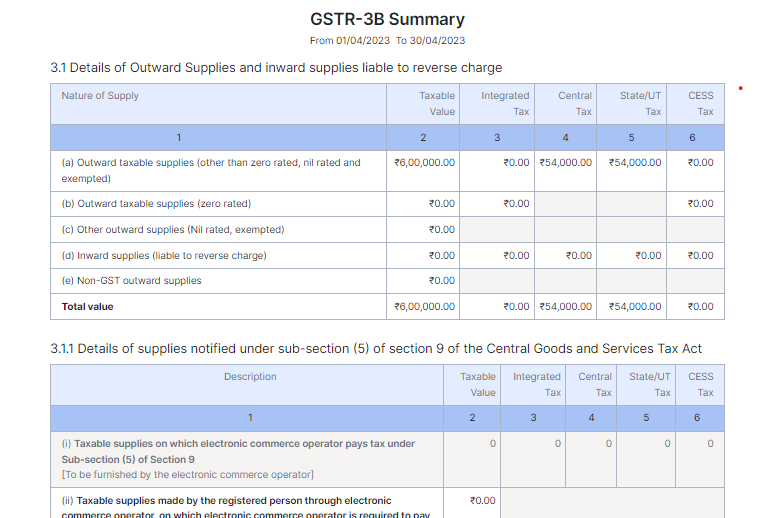 GSTR-3B Summary
From 01/04/2023 To 30/04/2023
3.1 Details of Outward Supplies and inward supplies liable to reverse charge
Nature of Supply Taxable Value Integrated Tax Central Tax State/UT Tax CESS Tax
1 2 3 4 5 6
(a) Outward taxable supplies (other than zero rated, nil rated and exempted) ₹6,00,000.00 ₹0.00 ₹54,000.00 ₹54,000.00 ₹0.00
(b) Outward taxable supplies (zero rated) ₹0.00 ₹0.00 ₹0.00
(c) Other outward supplies (Nil rated, exempted) ₹0.00
(d) Inward supplies (liable to reverse charge) ₹0.00 ₹0.00 ₹0.00 ₹0.00 ₹0.00
(e) Non-GST outward supplies ₹0.00
Total value ₹6,00,000.00 ₹0.00 ₹54,000.00 ₹54,000.00 ₹0.00
3.1.1 Details of supplies notified under sub-section (5) of section 9 of the Central Goods and Services Tax Act
Description Taxable Value Integrated Tax Central Tax State/UT Tax CESS Tax
1 2 3 4 5 6
(i) Taxable supplies on which electronic commerce operator pays tax under Sub-section (5) of Section 9 0 0 0 0 0
[To be furnished by the electronic commerce operator]
(ii) Taxable supplies made by the registered person through electronic ₹0.00
commerce operator, on which electronic commerce operator is required to pay